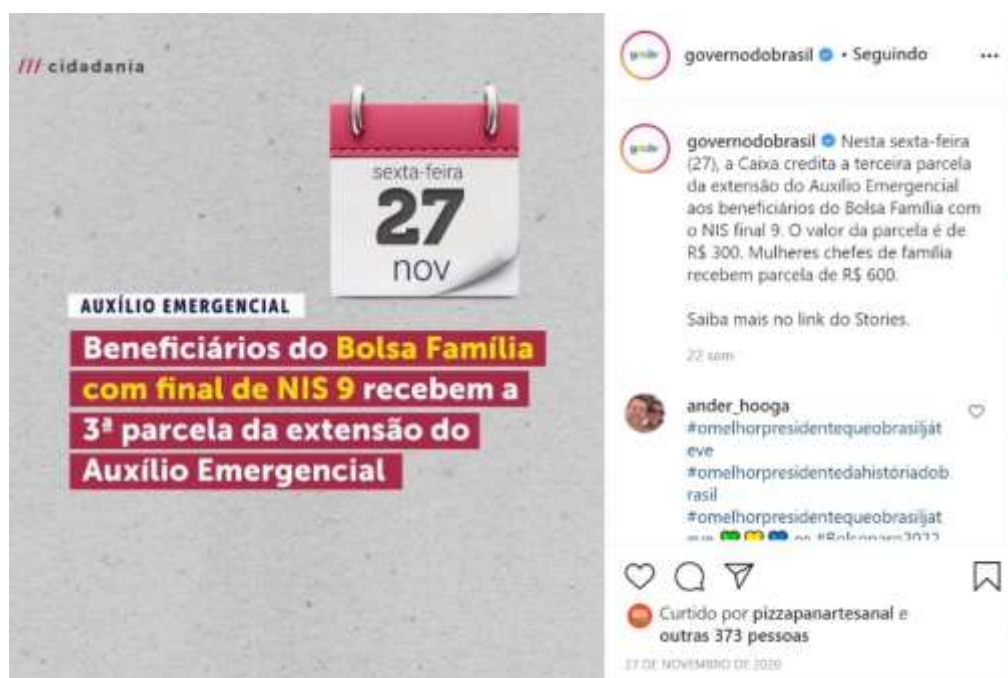 /// cidadania
sexta-feira
27
nov
AUXÍLIO EMERGENCIAL
Beneficiários do Bolsa Família
com final de NIS 9 recebem a
3ª parcela da extensão do
Auxílio Emergencial
governodobrasil • Seguindo
governodobrasil Nesta sexta-feira
(27), a Caixa credita a terceira parcela
da extensão do Auxílio Emergencial
aos beneficiários do Bolsa Família com
o NIS final 9. O valor da parcela é de
R$ 300. Mulheres chefes de família
recebem parcela de R$ 600.
Saiba mais no link do Stories.
22 sem
ander_hooga
#omelhorpresidentequeobrasilját
eve
#omelhorpresidentedahistóriadob
rasil
#omelhorpresidentequeobrasiljat
eve #Bolsonaro2022
Curtido por pizzapanartesanal e
outras 373 pessoas
27 DE NOVEMBRO DE 2020